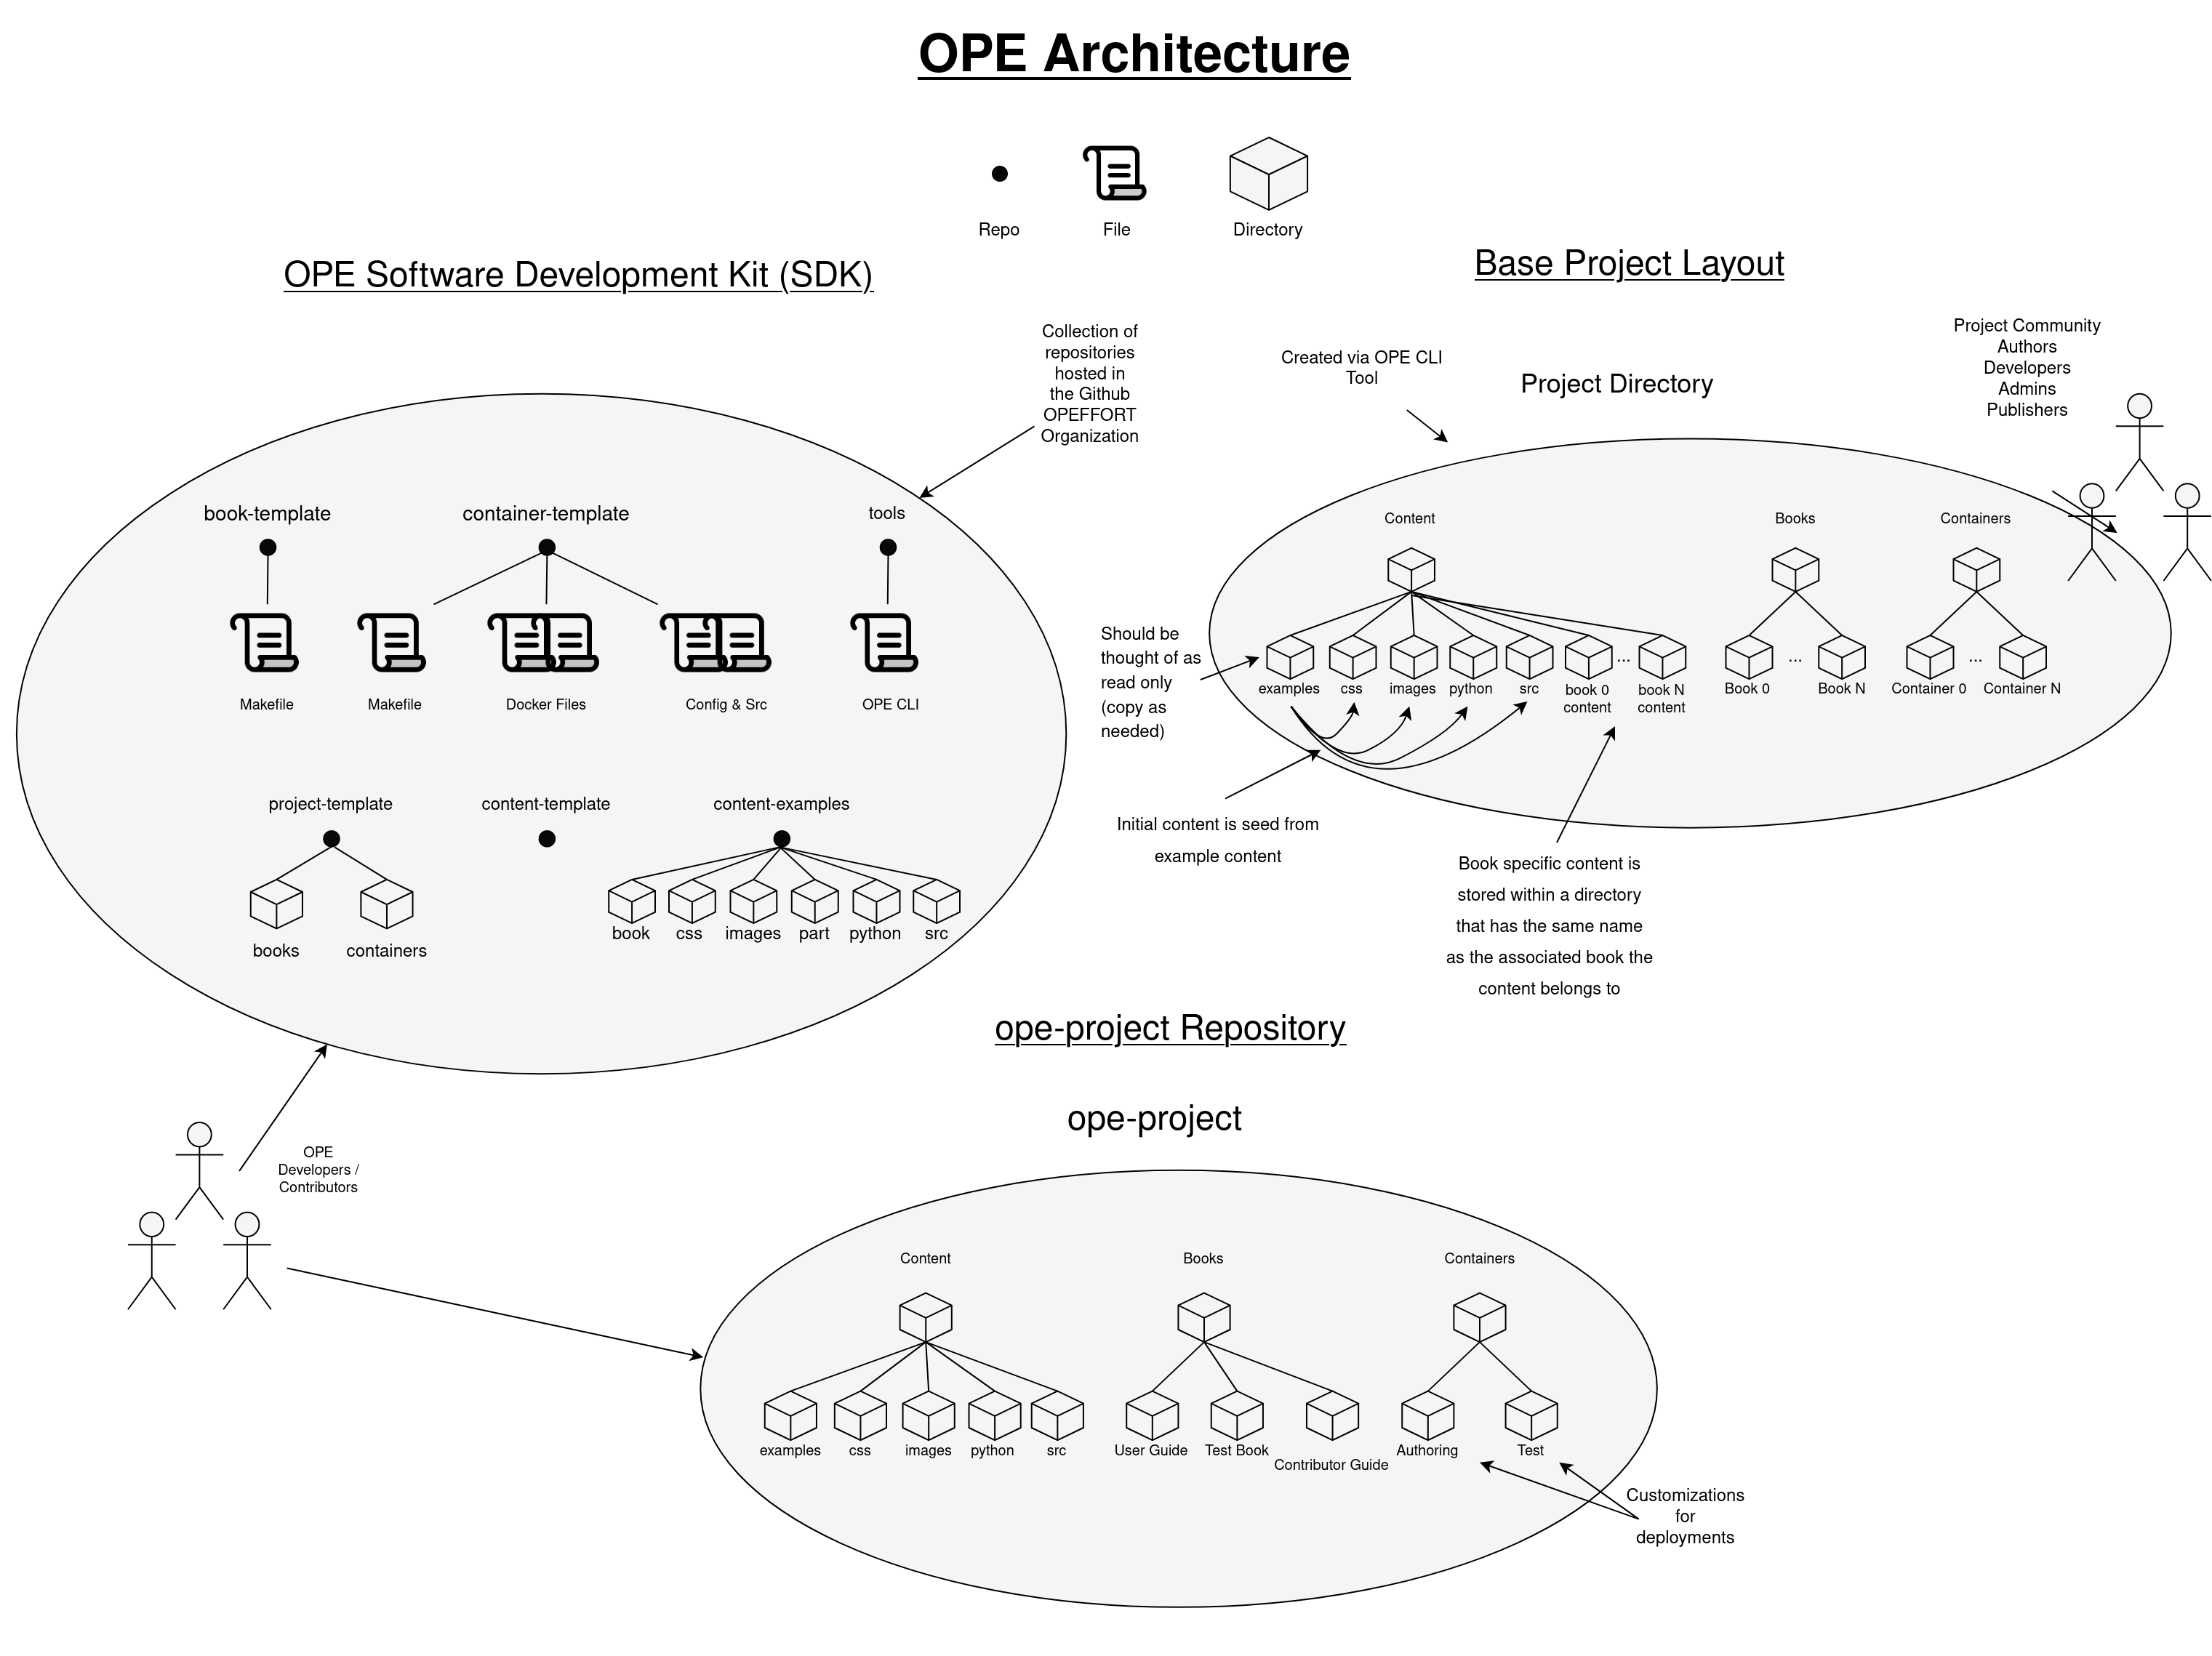 OPE Architecture
Repo
File
Directory
OPE Software Development Kit (SDK)
Collection of
repositories
hosted in
the Github
OPEFFORT
Organization
book-template
container-template
tools
Makefile
Makefile
Docker Files
Config & Src
OPE CLI
project-template
content-template
content-examples
books
containers
book
css
images
part
python
src
OPE
Developers /
Contributors
Base Project Layout
Created via OPE CLI
Tool
Project Directory
Project Community
Authors
Developers
Admins
Publishers
Content
Books
Containers
Should be
thought of as
read only
(copy as
needed)
examples
css
images
python
src
book 0
content
...
book N
content
Book 0
...
Book N
Container 0
...
Container N
Initial content is seed from
example content
Book specific content is
stored within a directory
that has the same name
as the associated book the
content belongs to
ope-project Repository
ope-project
Content
Books
Containers
examples
css
images
python
src
User Guide
Test Book
Contributor Guide
Authoring
Test
Customizations
for
deployments